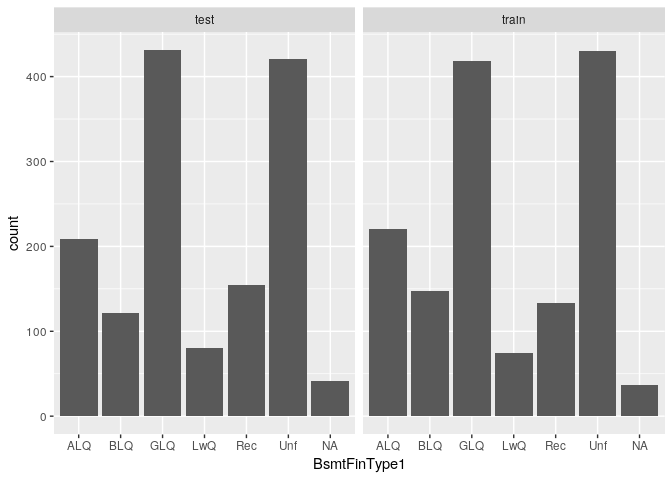 test train
count
400
300
200
100
0
ALQ BLQ GLQ LwQ Rec Unf NA ALQ BLQ GLQ LwQ Rec Unf NA
BsmtFinType1